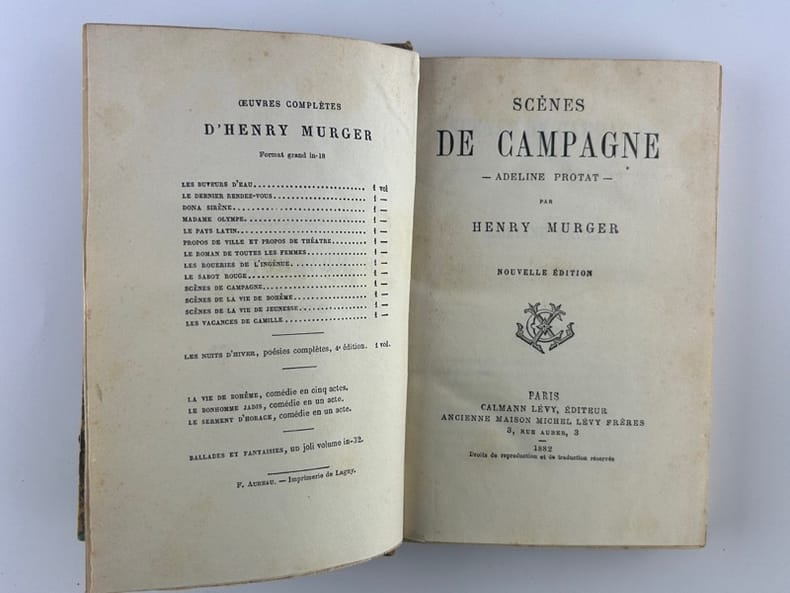 ŒUVRES COMPLÈTES
D'HENRY MURGER
Format grand in-18
LES BUVEURS D'EAU........................ 1 vol
LE DERNIER RENDEZ-VOUS................... 1 —
DONA SIRÈNE.............................. 1 —
MADAME OLYMPE............................ 1 —
LE PAYS LATIN............................ 1 —
PROPOS DE VILLE ET PROPOS DE THÉATRE....... 1 —
LE ROMAN DE TOUTES LES FEMMES............ 1 —
LES ROUERIES DE L'INGÉNUE................ 1 —
LE SABOT ROUGE........................... 1 —
SCÈNES DE CAMPAGNE....................... 1 —
SCÈNES DE LA VIE DE BOHÊME............... 1 —
SCÈNES DE LA VIE DE JEUNESSE............. 1 —
LES VACANCES DE CAMILLE.................. 1 —
LES NUITS D'HIVER, poésies complètes, 4e édition. 1 vol.
LA VIE DE BOHÊME, comédie en cinq actes.
LE BONHOMME JADIS, comédie en un acte.
LE SERMENT D'HORACE, comédie en un acte.
BALLADES ET FANTAISIES, un joli volume in-32.
F. AUREAU. — Imprimerie de Lagny.
SCÈNES
DE CAMPAGNE
— ADELINE PROTAT —
PAR
HENRY MURGER
NOUVELLE ÉDITION
PARIS
CALMANN LÉVY, ÉDITEUR
ANCIENNE MAISON MICHEL LÉVY FRÈRES
3, RUE AUBER, 3
1882
Droits de reproduction et de traduction réservés